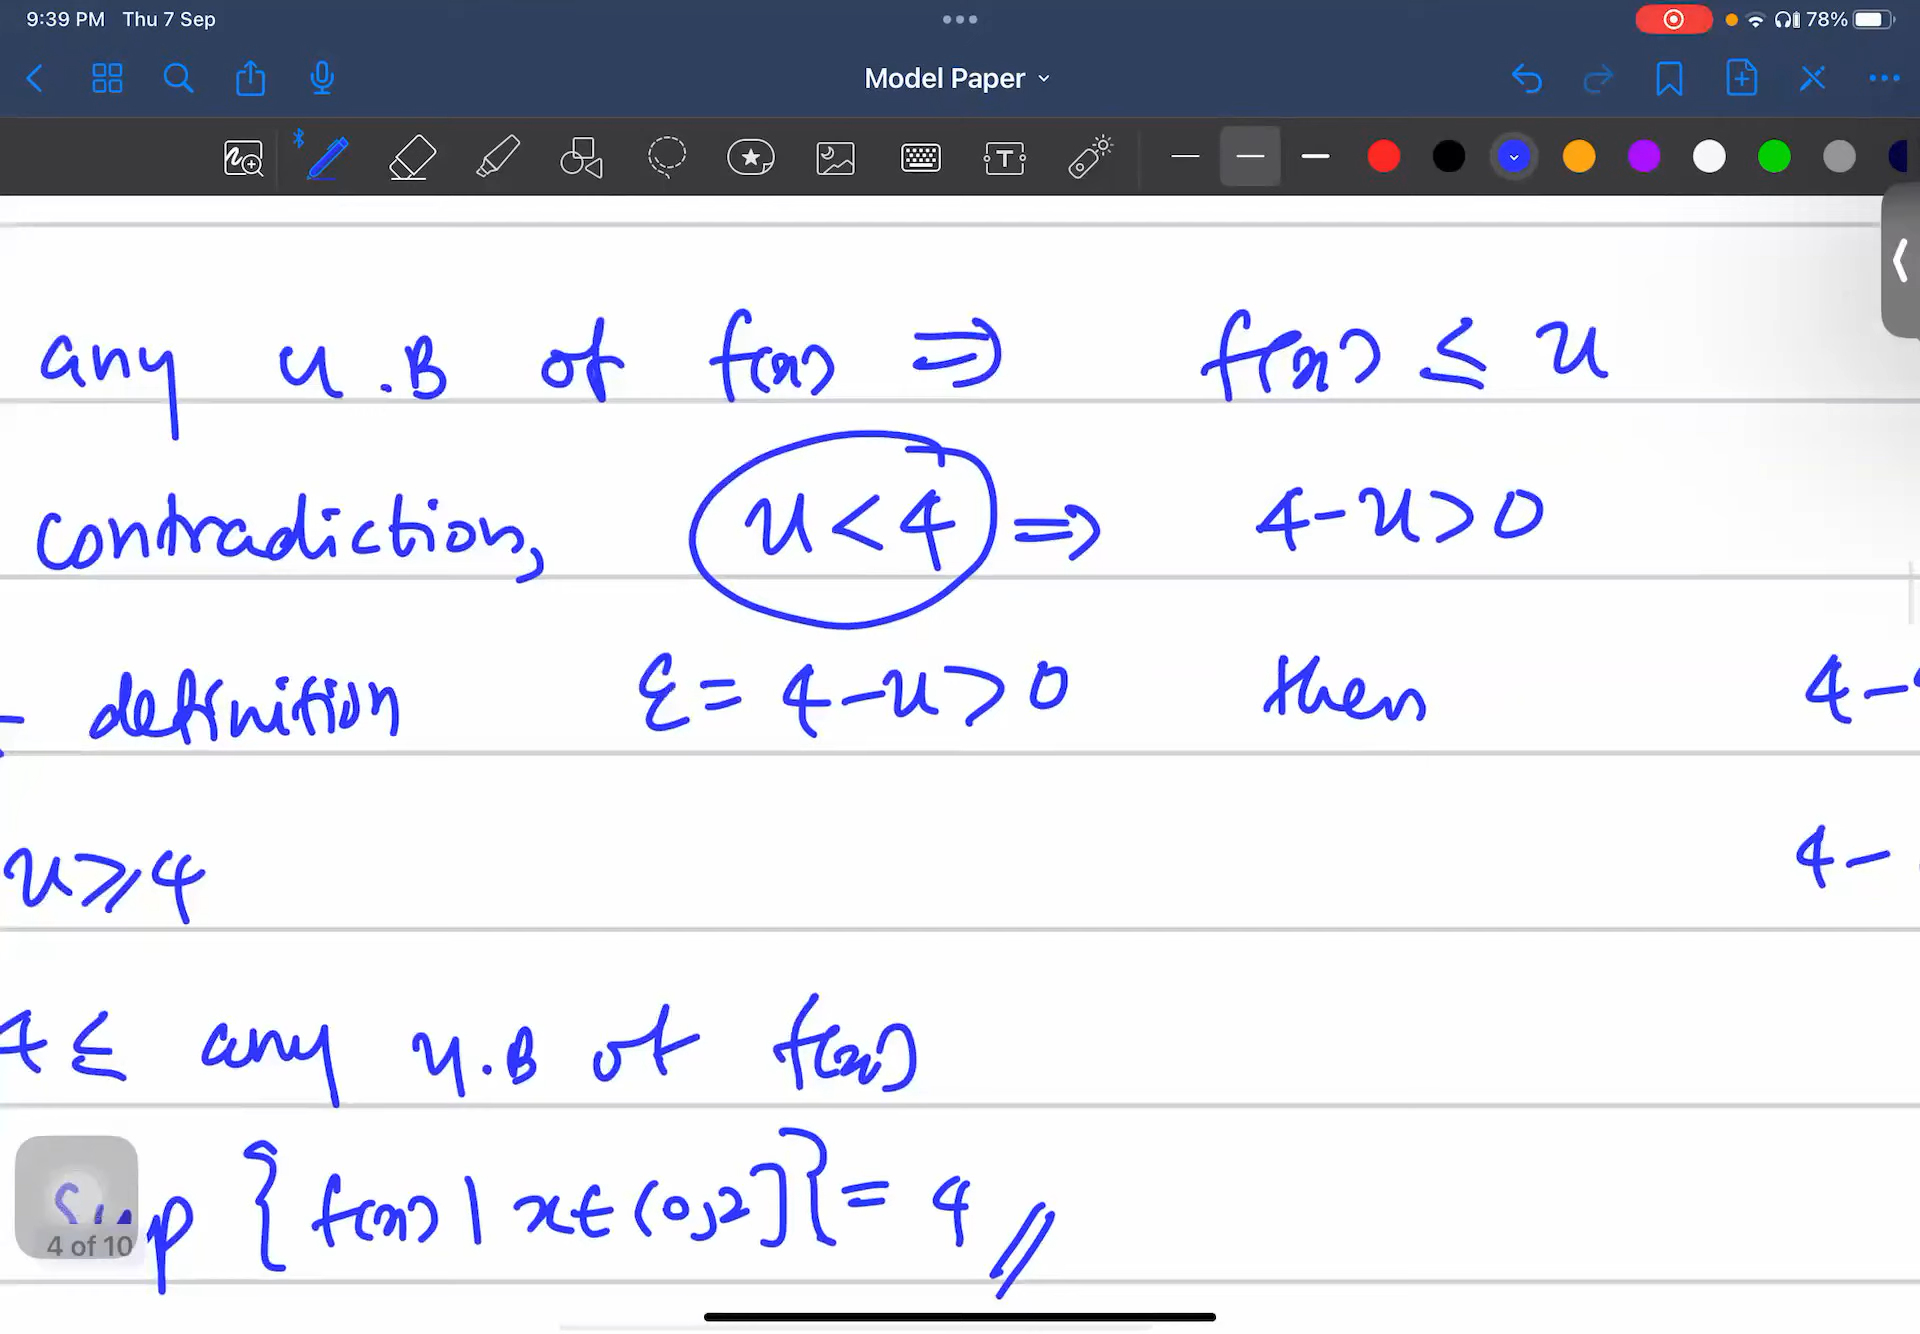 9:39 PM Thu 7 Sep
78%
Model Paper
T
any u.B of f(x) ⇒ f(x) ≤ u
contradiction, u < 4 ⇒ 4-u > 0
definition ε = 4-u > 0 then 4-
u ≥ 4 4-
4 ≤ any u.B of f(x)
Sup { f(x) | x ∈ (0,2] } = 4 //
4 of 10